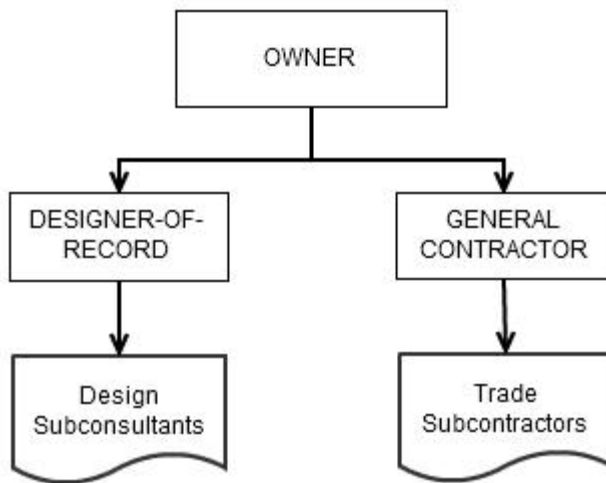 OWNER
DESIGNER-OF-
RECORD
GENERAL
CONTRACTOR
Design
Subconsultants
Trade
Subcontractors